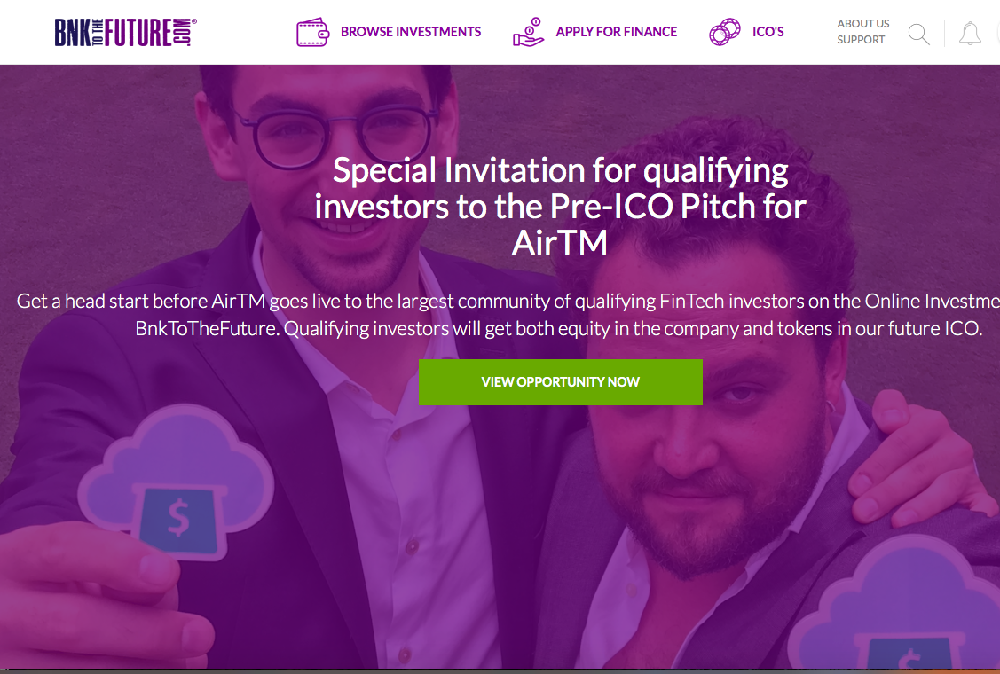 BNK TO THE FUTURE .COM®
BROWSE INVESTMENTS
APPLY FOR FINANCE
ICO'S
ABOUT US
SUPPORT
Special Invitation for qualifying
investors to the Pre-ICO Pitch for
AirTM
Get a head start before AirTM goes live to the largest community of qualifying FinTech investors on the Online Investme
BnkToTheFuture. Qualifying investors will get both equity in the company and tokens in our future ICO.
VIEW OPPORTUNITY NOW
$
$